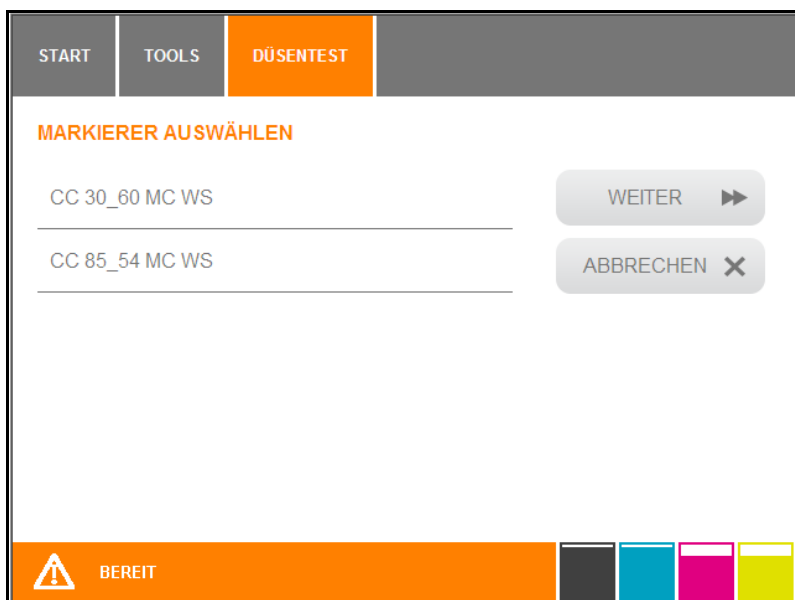 START TOOLS DÜSENTEST
MARKIERER AUSWÄHLEN
CC 30_60 MC WS
WEITER
CC 85_54 MC WS
ABBRECHEN
BEREIT